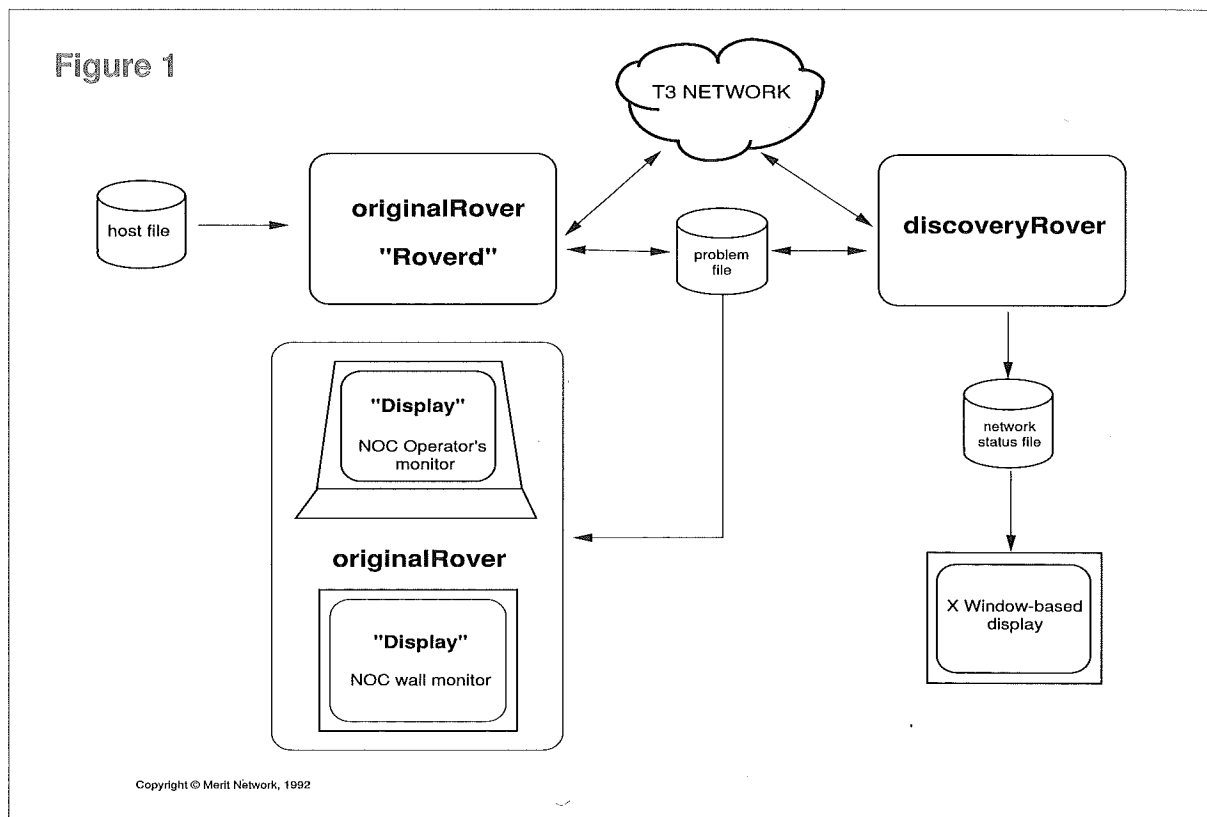 Figure 1
T3 NETWORK
host file
originalRover
"Roverd"
problem
file
discoveryRover
"Display"
NOC Operator's
monitor
originalRover
"Display"
NOC wall monitor
network
status file
X Window-based
display
Copyright © Merit Network, 1992